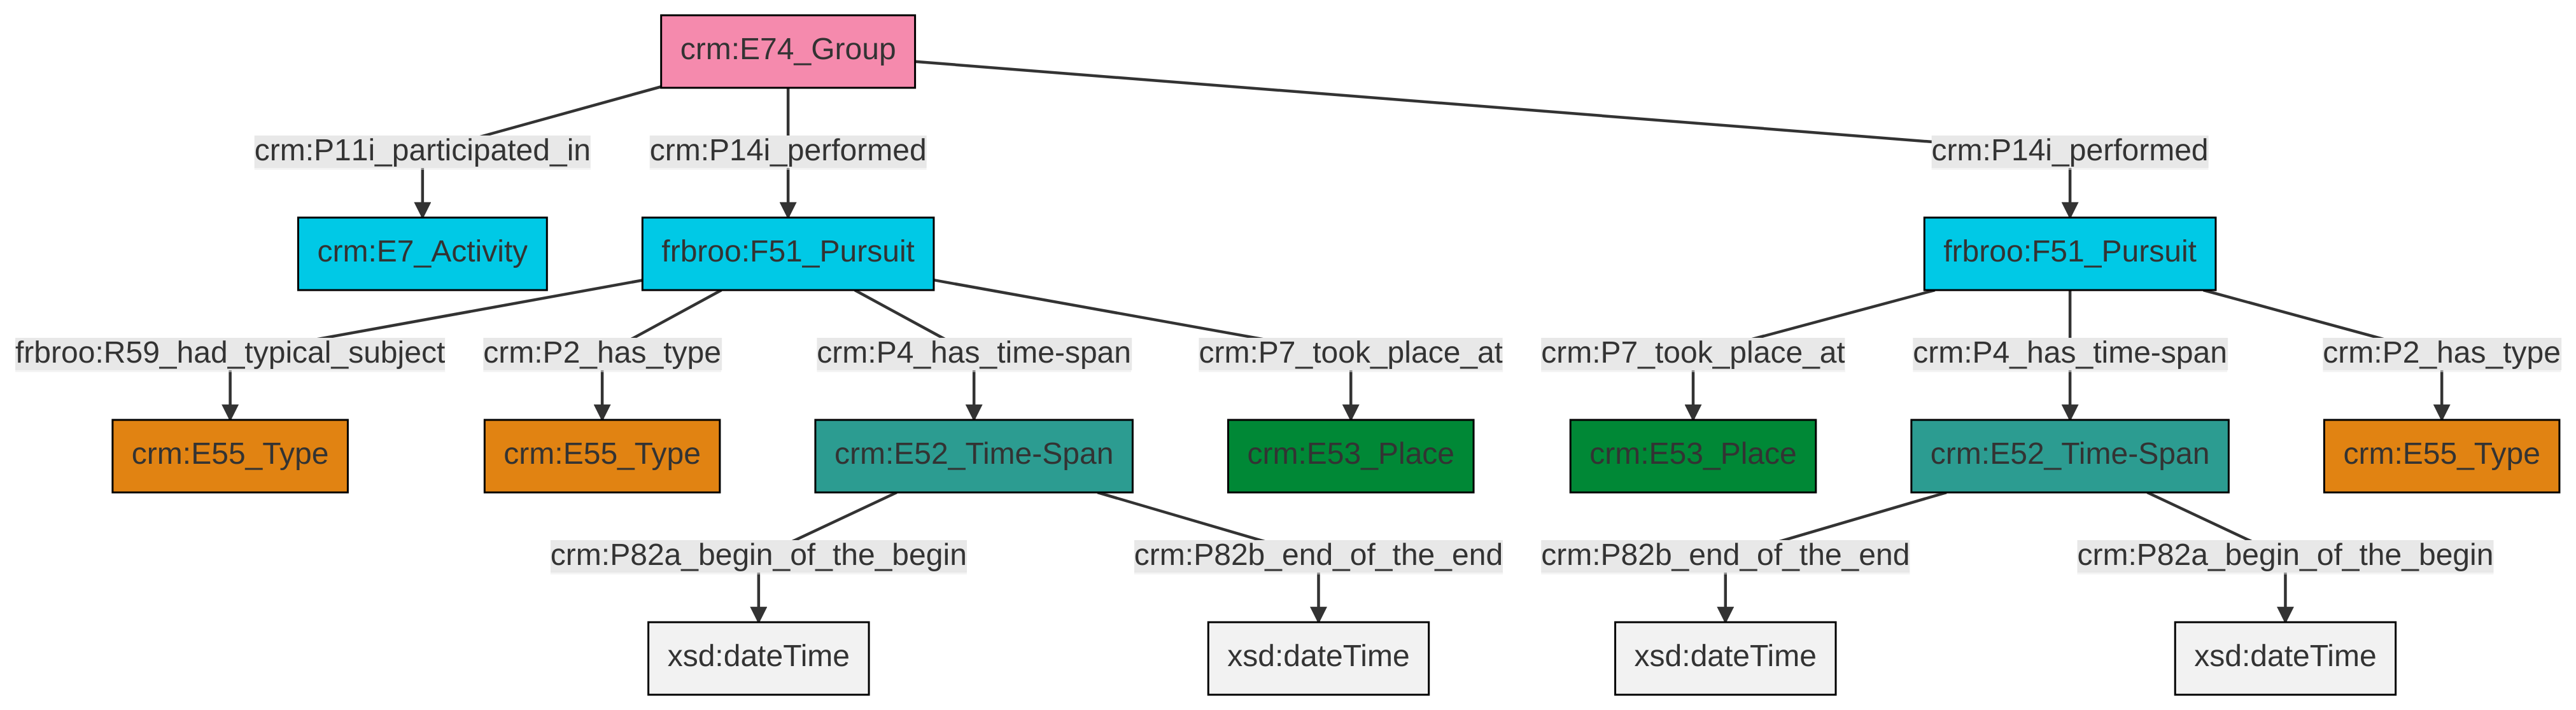 crm:E74_Group
crm:P11i_participated_in
crm:P14i_performed
crm:P14i_performed
crm:E7_Activity
frbroo:F51_Pursuit
frbroo:F51_Pursuit
frbroo:R59_had_typical_subject
crm:P2_has_type
crm:P4_has_time-span
crm:P7_took_place_at
crm:P7_took_place_at
crm:P4_has_time-span
crm:P2_has_type
crm:E55_Type
crm:E55_Type
crm:E52_Time-Span
crm:E53_Place
crm:E53_Place
crm:E52_Time-Span
crm:E55_Type
crm:P82a_begin_of_the_begin
crm:P82b_end_of_the_end
crm:P82b_end_of_the_end
crm:P82a_begin_of_the_begin
xsd:dateTime
xsd:dateTime
xsd:dateTime
xsd:dateTime